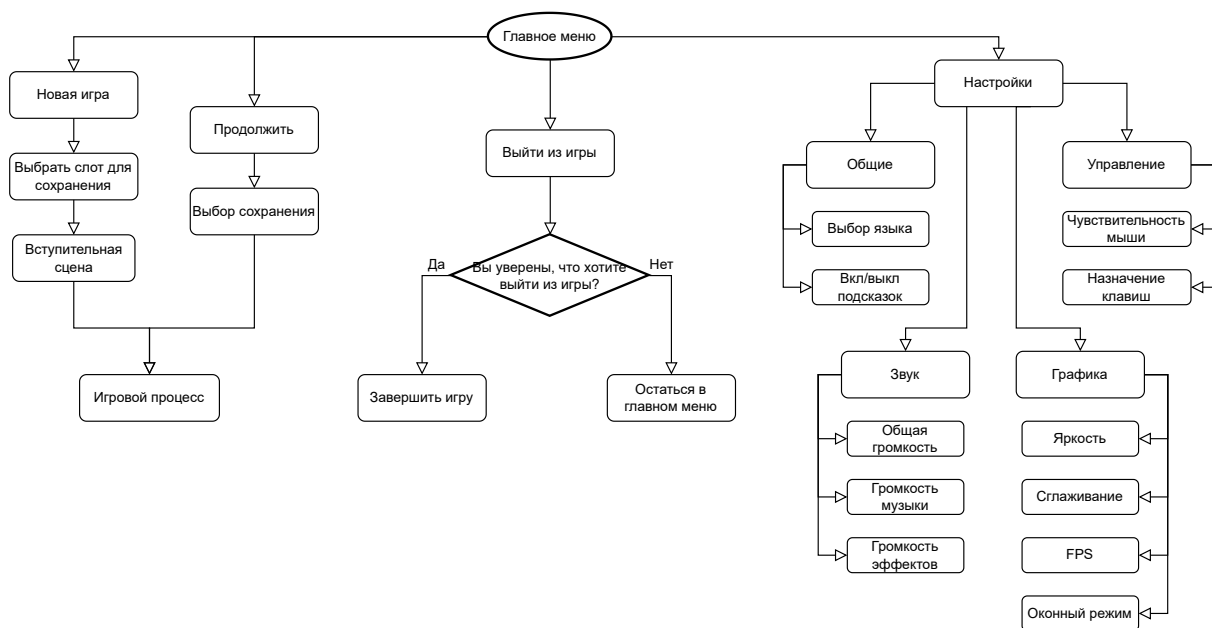 Главное меню
Новая игра
Продолжить
Выйти из игры
Настройки
Выбрать слот для
сохранения
Выбор сохранения
Вступительная
сцена
Да
Вы уверены, что хотите
выйти из игры?
Нет
Игровой процесс
Завершить игру
Остаться в
главном меню
Общие
Выбор языка
Вкл/выкл
подсказок
Управление
Чувствительность
мыши
Назначение
клавиш
Звук
Общая
громкость
Громкость
музыки
Громкость
эффектов
Графика
Яркость
Сглаживание
FPS
Оконный режим